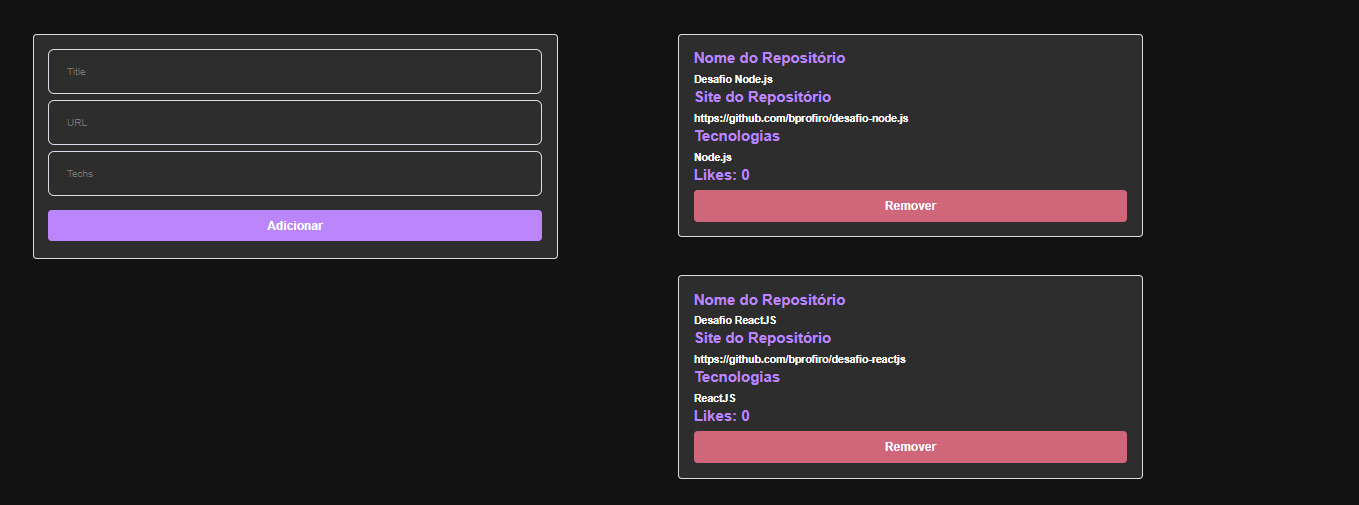 Title
URL
Techs
Adicionar
Nome do Repositório
Desafio Node.js
Site do Repositório
https://github.com/bprofiro/desafio-node.js
Tecnologias
Node.js
Likes: 0
Remover
Nome do Repositório
Desafio ReactJS
Site do Repositório
https://github.com/bprofiro/desafio-reactjs
Tecnologias
ReactJS
Likes: 0
Remover